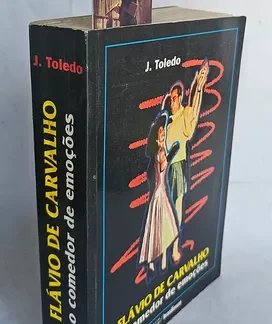 J. Toledo
FLÁVIO DE CARVALHO
o comedor de emoções
J. Toledo
FLÁVIO DE CARVALHO
comedor de emoções